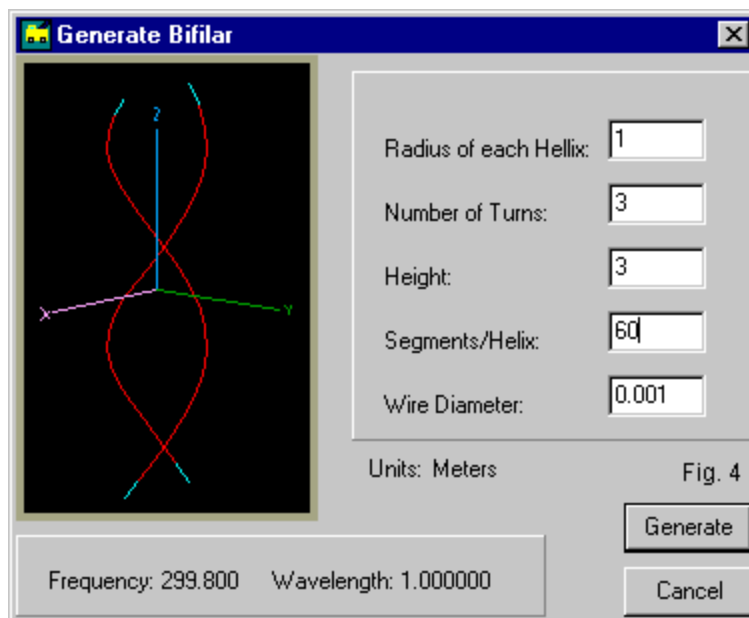 Generate Bifilar
Z
X
Y
Radius of each Hellix: 1
Number of Turns: 3
Height: 3
Segments/Helix: 60
Wire Diameter: 0.001
Units: Meters
Fig. 4
Generate
Frequency: 299.800 Wavelength: 1.000000
Cancel